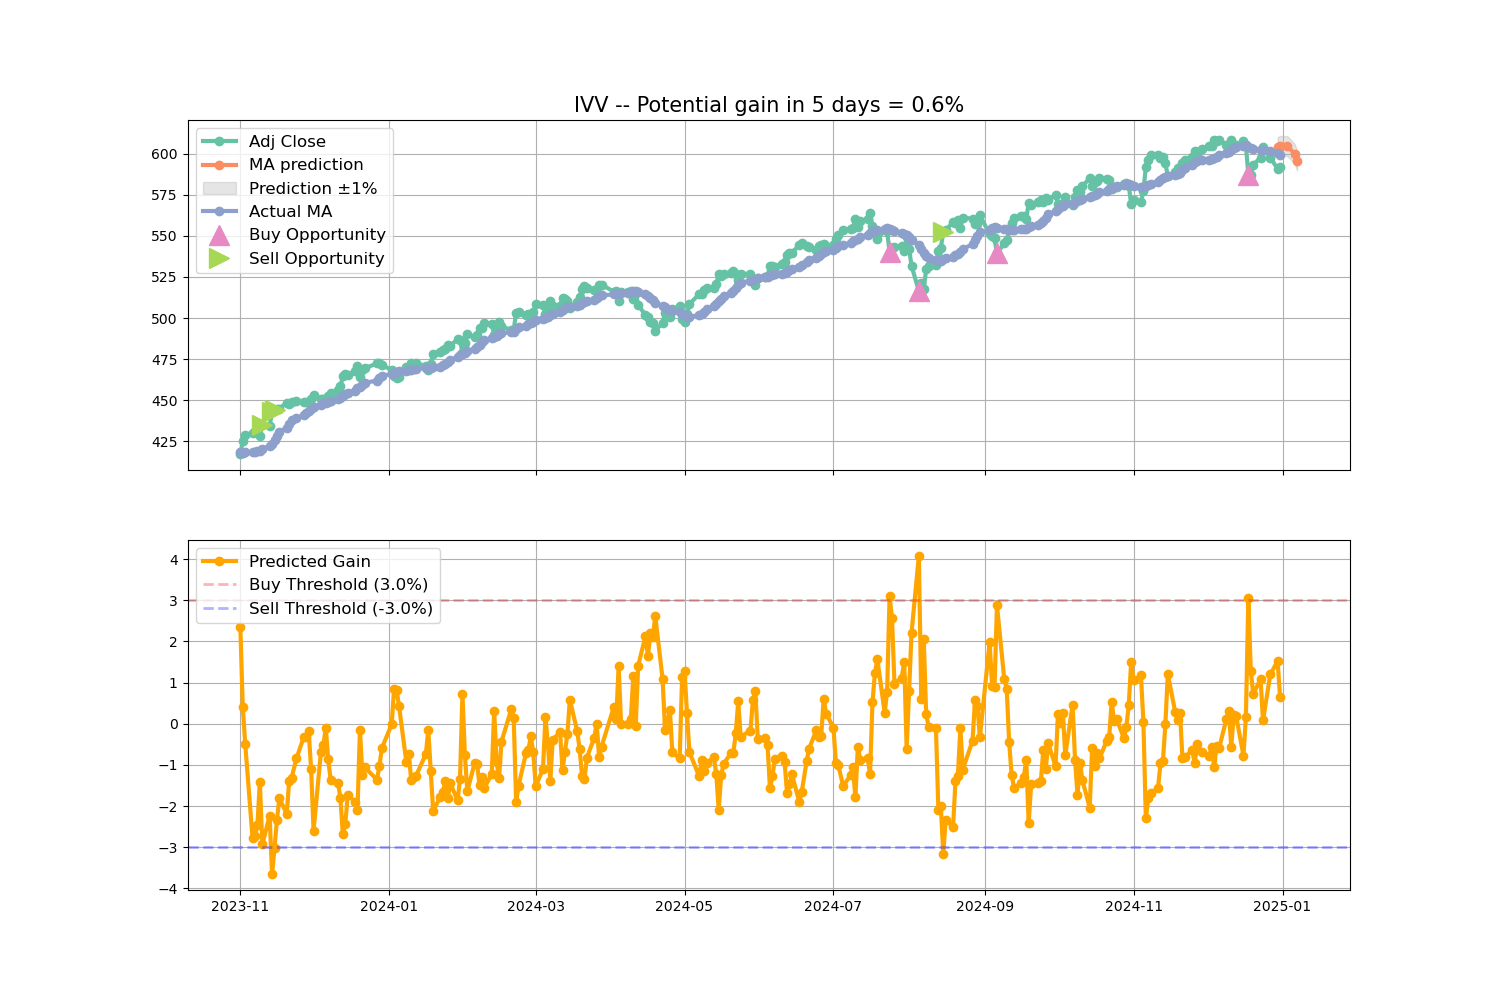 IVV -- Potential gain in 5 days = 0.6%
Adj Close
MA prediction
Prediction ±1%
Actual MA
Buy Opportunity
Sell Opportunity
600
575
550
525
500
475
450
425
Predicted Gain
Buy Threshold (3.0%)
Sell Threshold (-3.0%)
4
3
2
1
0
−1
−2
−3
−4
2023-11 2024-01 2024-03 2024-05 2024-07 2024-09 2024-11 2025-01